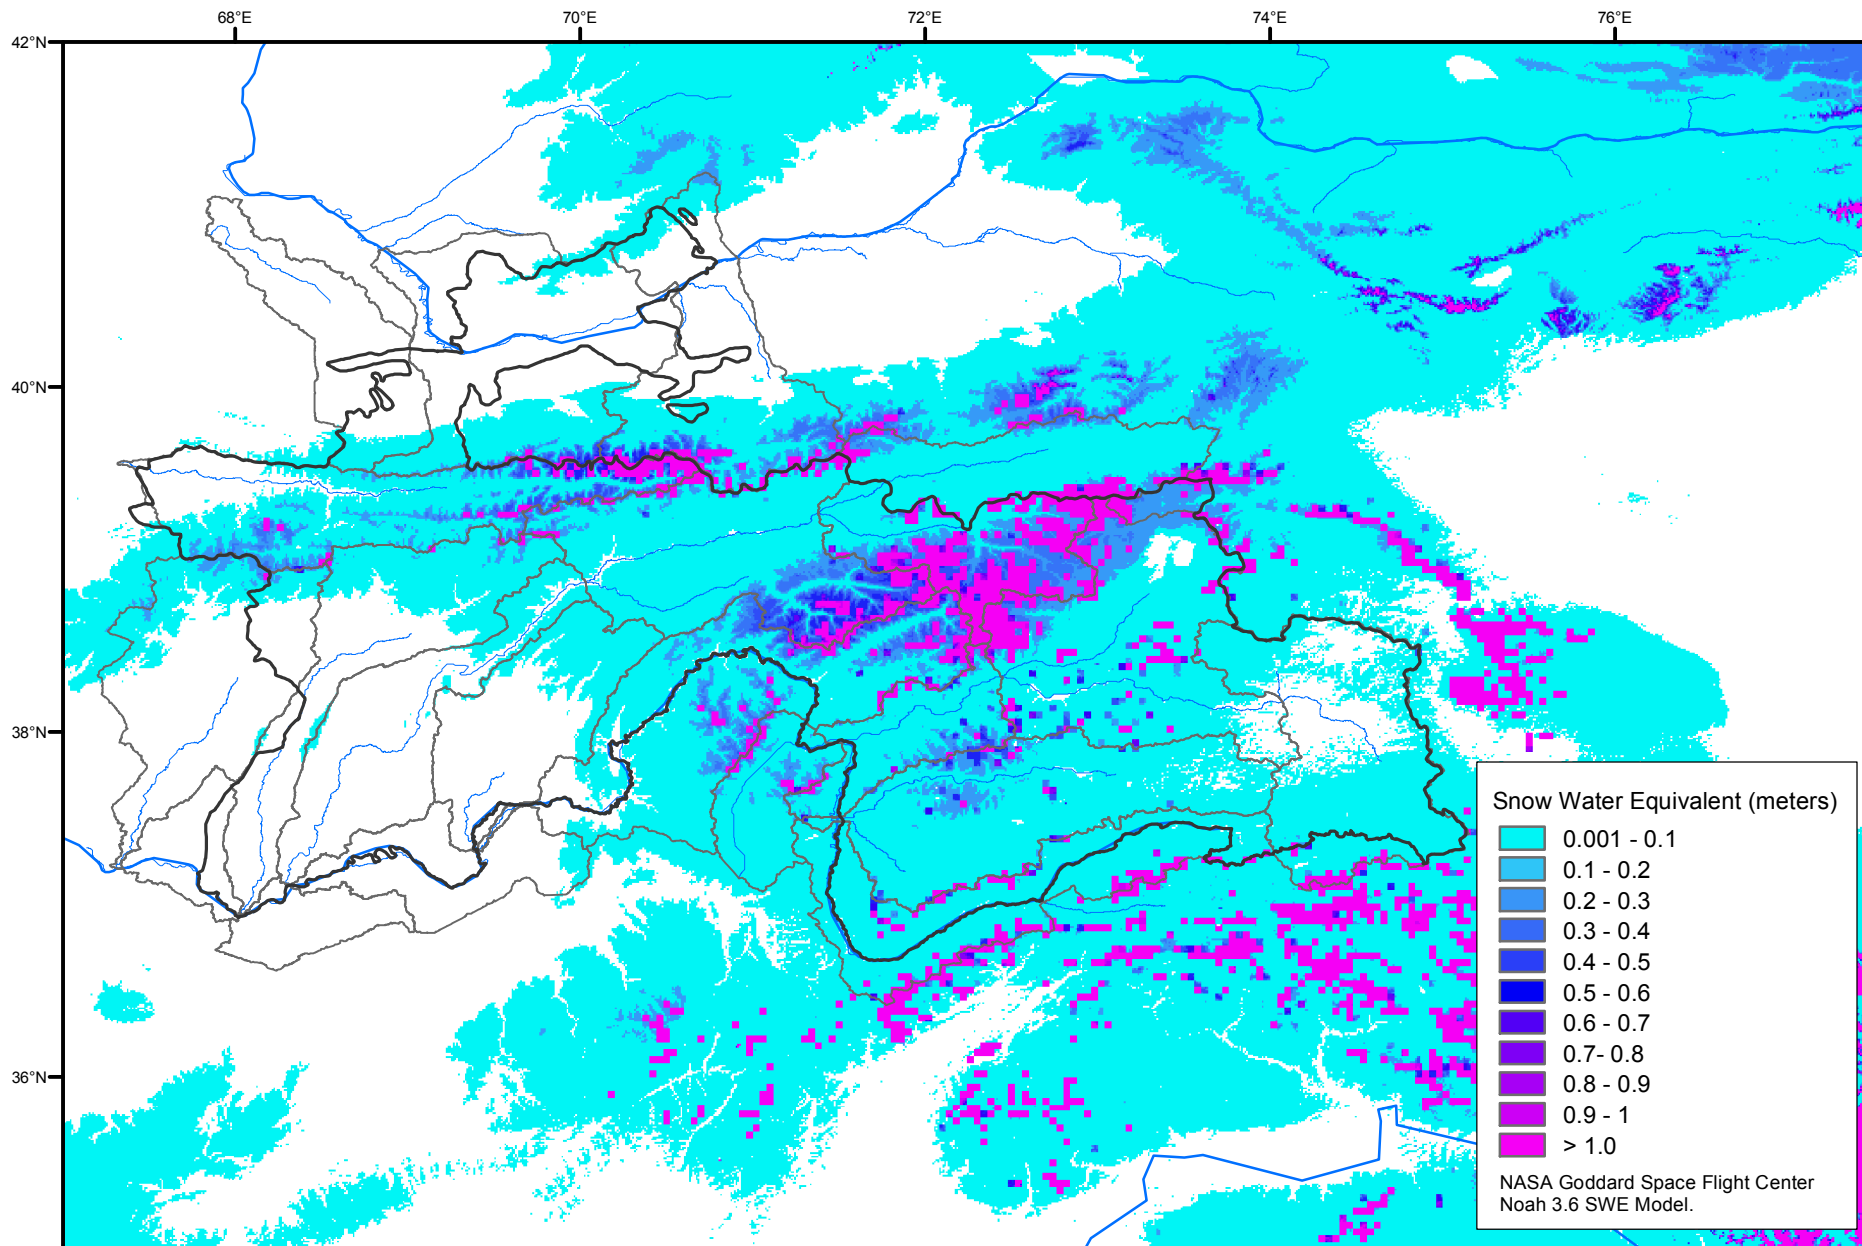 68°E 70°E 72°E 74°E 76°E
42°N
40°N
38°N
36°N
Snow Water Equivalent (meters)
0.001 - 0.1
0.1 - 0.2
0.2 - 0.3
0.3 - 0.4
0.4 - 0.5
0.5 - 0.6
0.6 - 0.7
0.7- 0.8
0.8 - 0.9
0.9 - 1
> 1.0
NASA Goddard Space Flight Center
Noah 3.6 SWE Model.